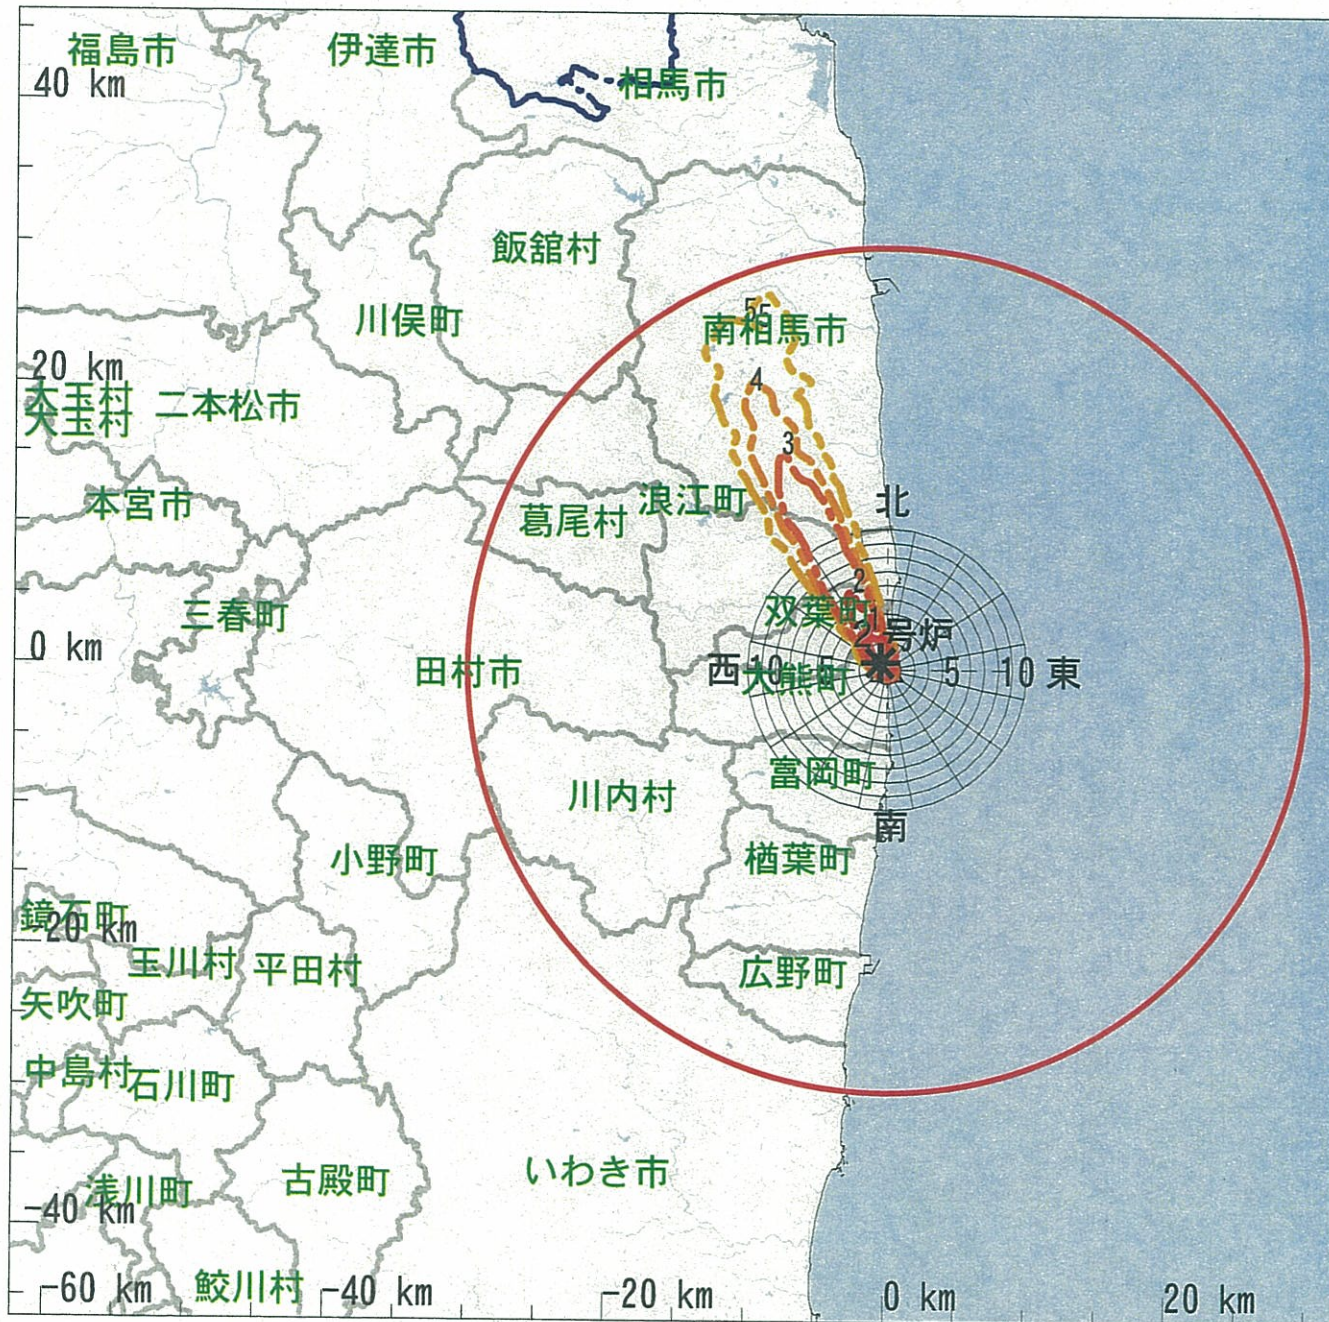 福島市
伊達市
40 km
相馬市
飯舘村
川俣町
55
南相馬市
20 km
4
大玉村
二本松市
大玉村
3
本宮市
浪江町
北
葛尾村
2
三春町
双葉町
1
2号炉
0 km
田村市
西
10
5
大熊町
5
10
東
富岡町
川内村
南
小野町
楢葉町
鏡石町
-20 km
玉川村
平田村
広野町
矢吹町
中島村
石川町
いわき市
古殿町
浅川町
-40 km
鮫川村
-60 km
-40 km
-20 km
0 km
20 km